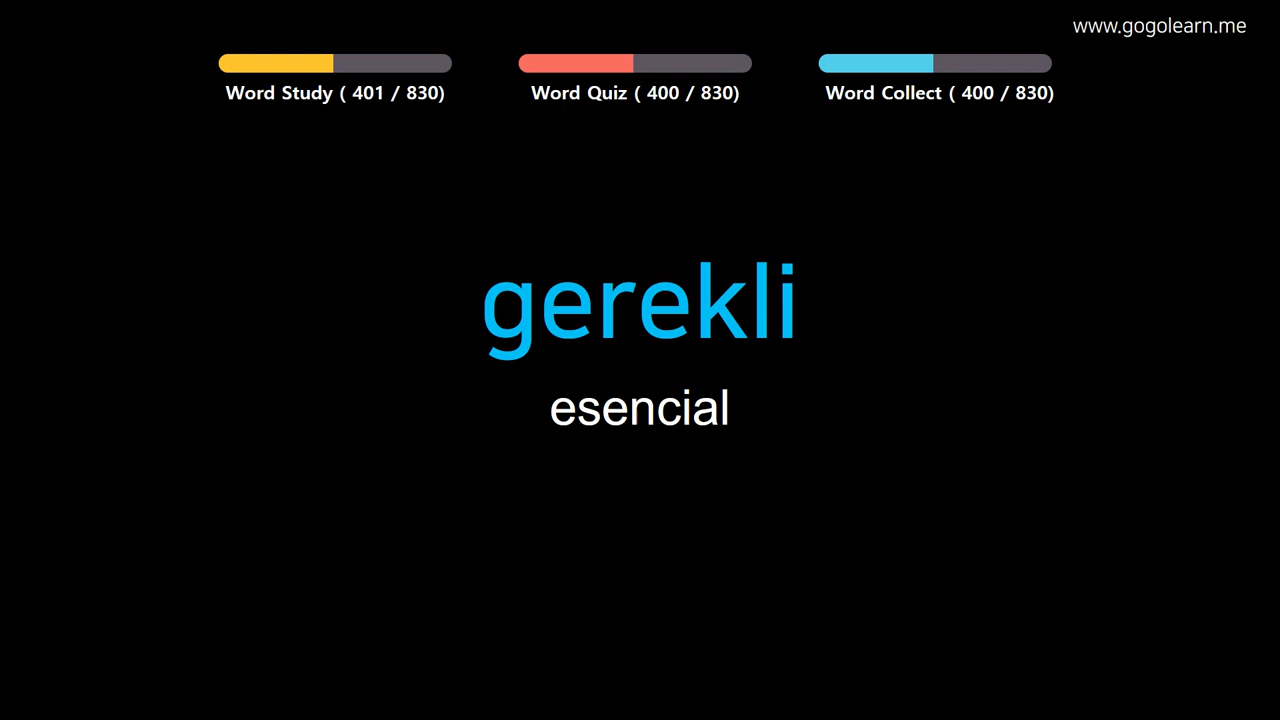 www.gogolearn.me
Word Study ( 401 / 830)
Word Quiz ( 400 / 830)
Word Collect ( 400 / 830)
gerekli
esencial